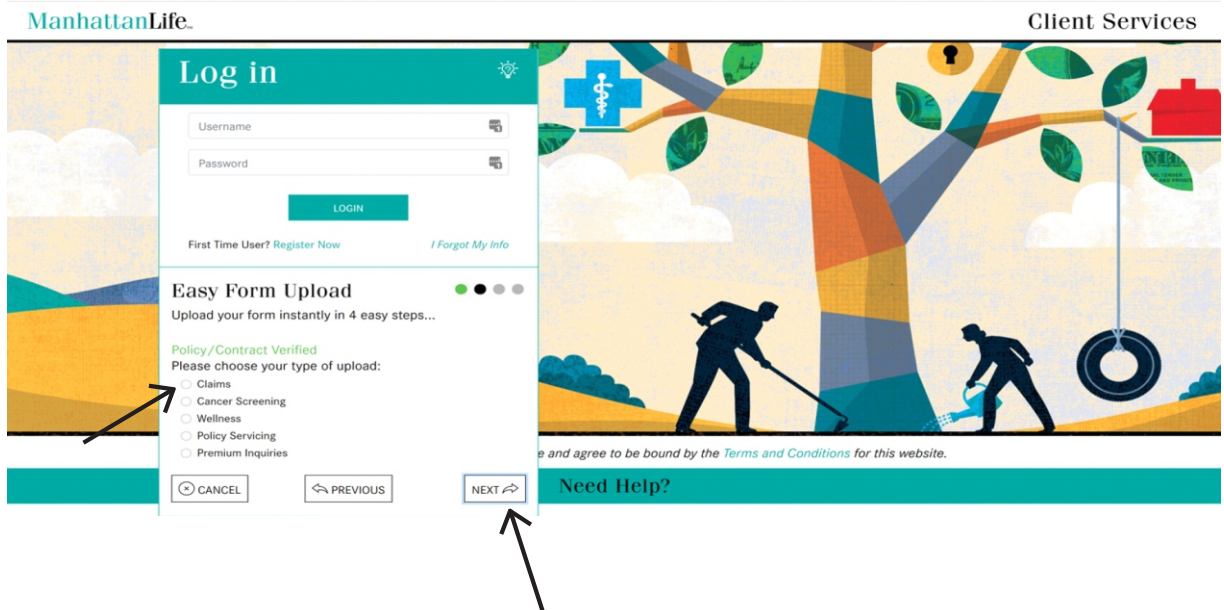 ManhattanLife™
Client Services
Log in
Username
Password
LOGIN
First Time User? Register Now
I Forgot My Info
Easy Form Upload
Upload your form instantly in 4 easy steps...
Policy/Contract Verified
Please choose your type of upload:
Claims
Cancer Screening
Wellness
Policy Servicing
Premium Inquiries
CANCEL
PREVIOUS
NEXT
and agree to be bound by the Terms and Conditions for this website.
Need Help?